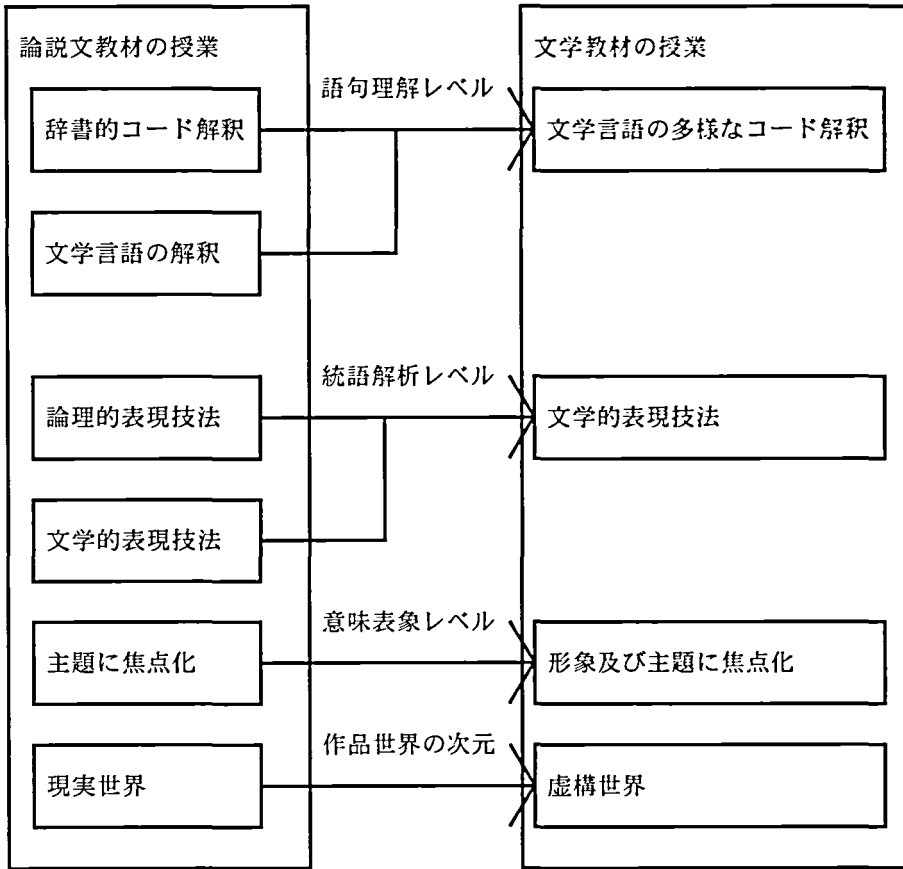 論説文教材の授業
文学教材の授業
語句理解レベル
辞書的コード解釈
文学言語の多様なコード解釈
文学言語の解釈
統語解析レベル
論理的表現技法
文学的表現技法
文学的表現技法
意味表象レベル
主題に焦点化
形象及び主題に焦点化
作品世界の次元
現実世界
虚構世界